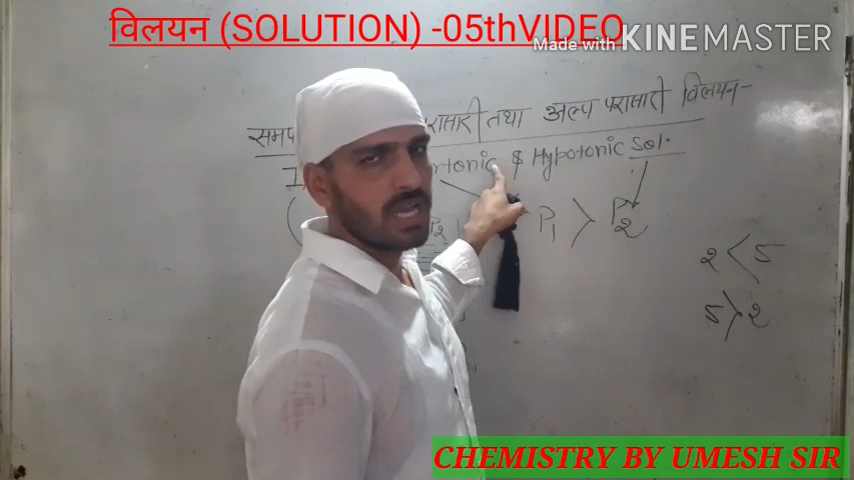 विलयन (SOLUTION) -05thVIDEO
Made with KINEMASTER
तथा अल्प परासारी विलयन-
& Hypotonic Sol.
P2 P1 > P2
2 < 5
5 > 2
CHEMISTRY BY UMESH SIR